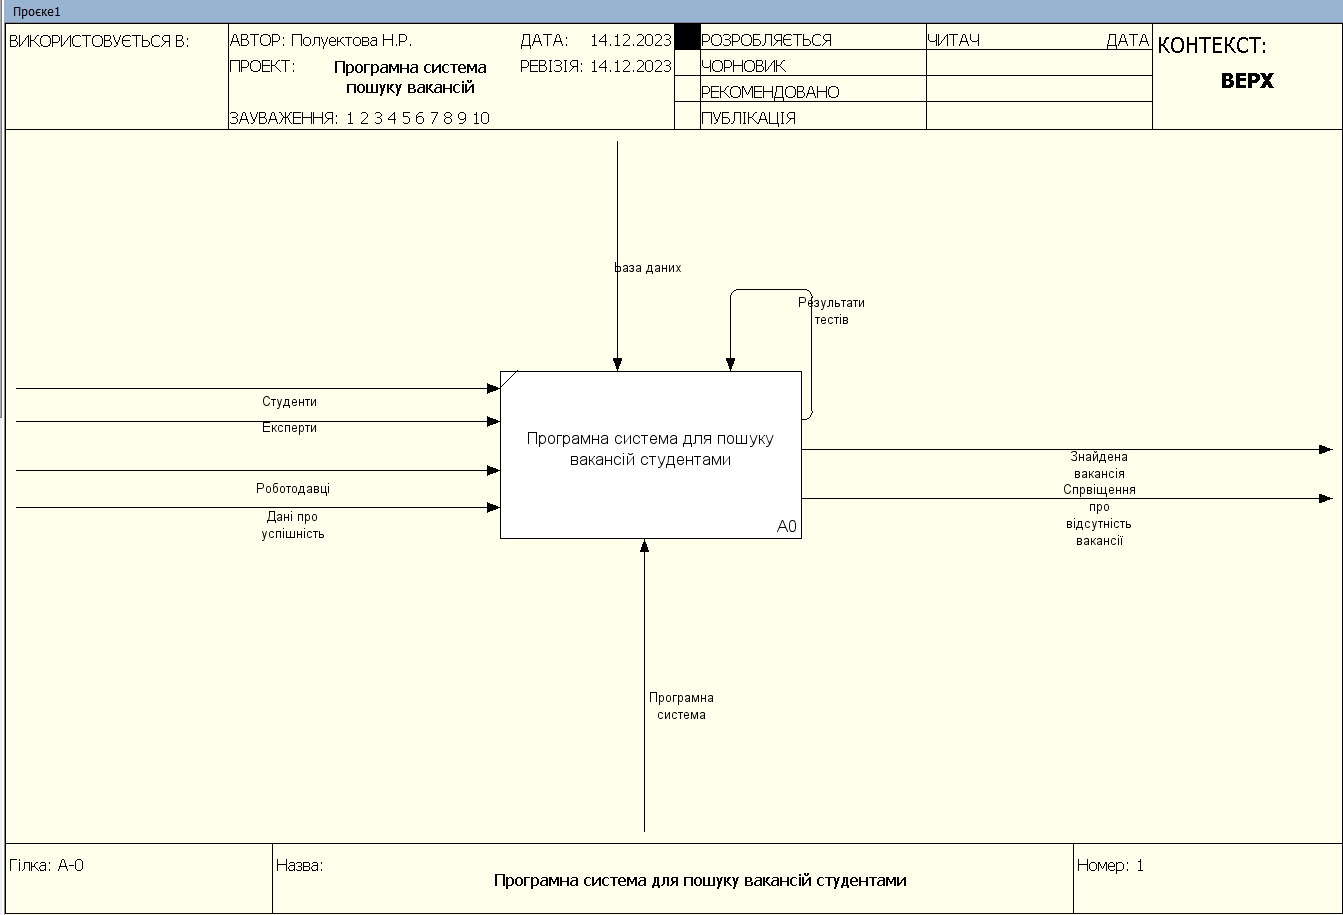 Проєке1
ВИКОРИСТОВУЄТЬСЯ В:
АВТОР: Полуектова Н.Р.
ДАТА: 14.12.2023
ПРОЕКТ: Програмна система
пошуку вакансій
РЕВІЗІЯ: 14.12.2023
ЗАУВАЖЕННЯ: 1 2 3 4 5 6 7 8 9 10
РОЗРОБЛЯЄТЬСЯ
ЧОРНОВИК
РЕКОМЕНДОВАНО
ПУБЛІКАЦІЯ
ЧИТАЧ
ДАТА
КОНТЕКСТ:
ВЕРХ
База даних
Результати
тестів
Студенти
Експерти
Роботодавці
Дані про
успішність
Програмна система для пошуку
вакансій студентами
A0
Знайдена
вакансія
Спрвіщення
про
відсутність
вакансії
Програмна
система
Гілка: A-0
Назва:
Програмна система для пошуку вакансій студентами
Номер: 1